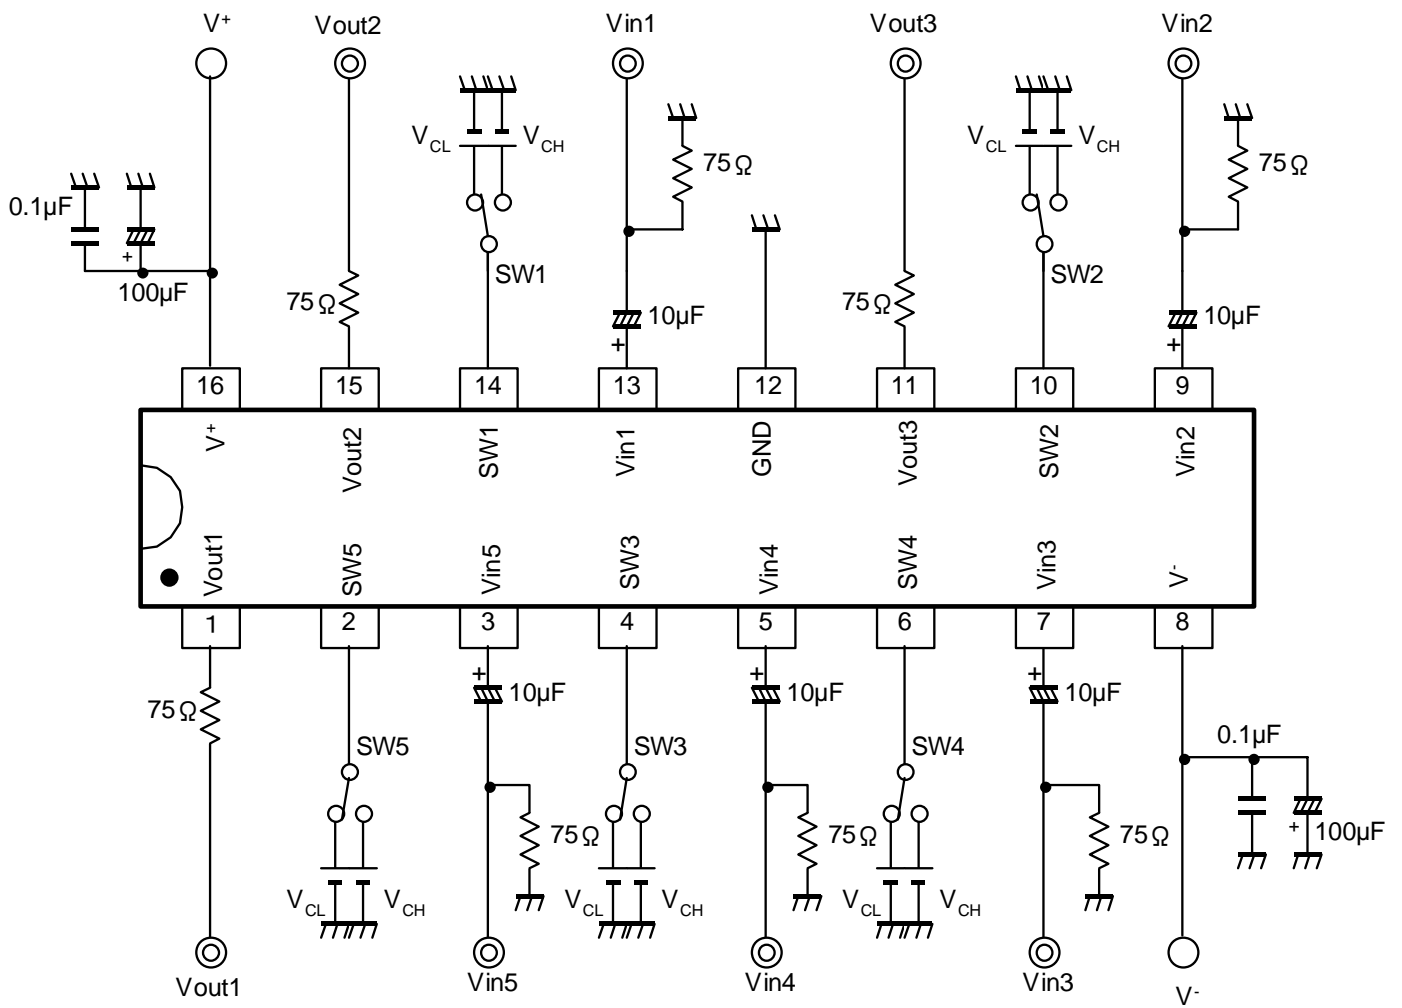 V+ Vout2 Vin1 Vout3 Vin2
VCL VCH VCL VCH
75Ω 75Ω
0.1µF
SW1 SW2
100µF 75Ω 75Ω
10µF 10µF
+ + +
16 15 14 13 12 11 10 9
V+ Vout2 SW1 Vin1 GND Vout3 SW2 Vin2
Vout1 SW5 Vin5 SW3 Vin4 SW4 Vin3 V-
1 2 3 4 5 6 7 8
+ + +
10µF 10µF 10µF
75Ω
SW5 SW3 SW4 0.1µF
75Ω 75Ω 75Ω + 100µF
VCL VCH VCL VCH VCL VCH
Vout1 Vin5 Vin4 Vin3 V-